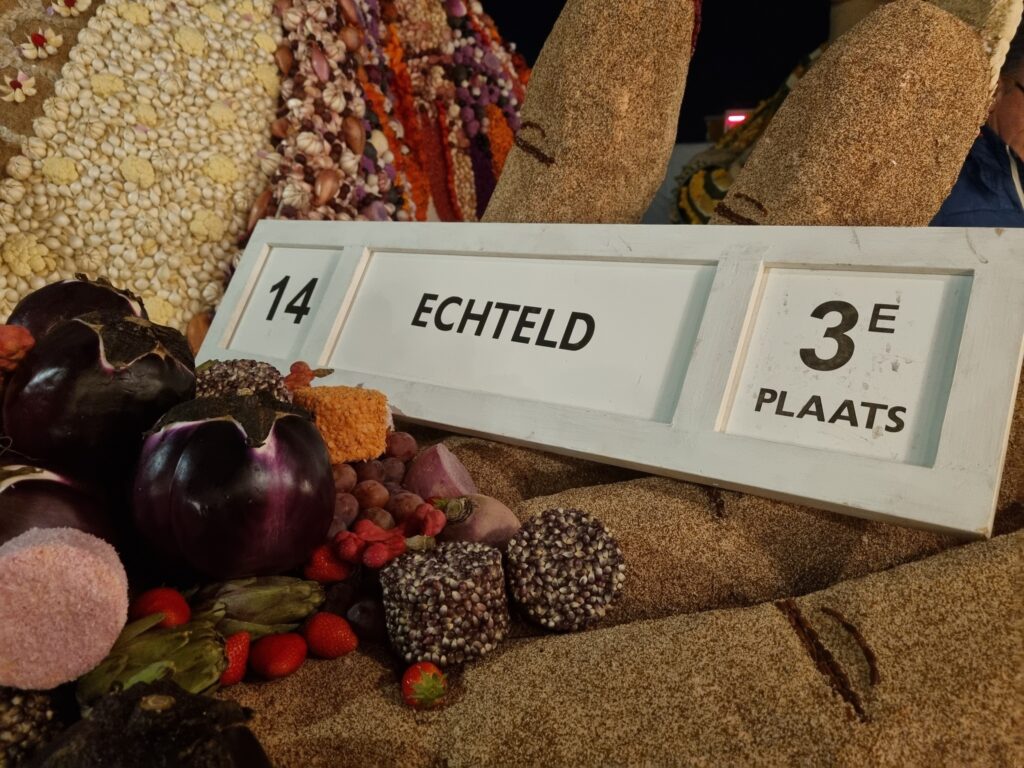 14
ECHTELD
3E
PLAATS